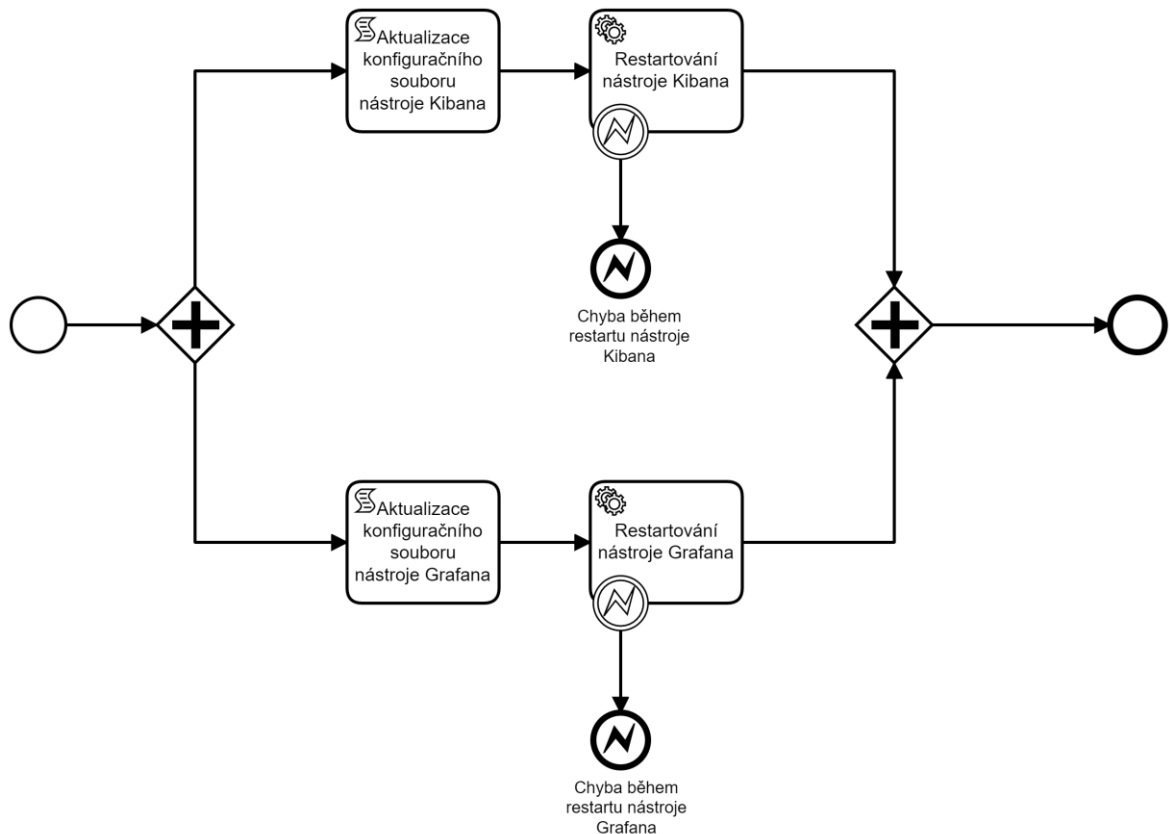 Aktualizace
konfiguračního
souboru
nástroje Kibana
Restartování
nástroje Kibana
Chyba během
restartu nástroje
Kibana
Aktualizace
konfiguračního
souboru
nástroje Grafana
Restartování
nástroje Grafana
Chyba během
restartu nástroje
Grafana